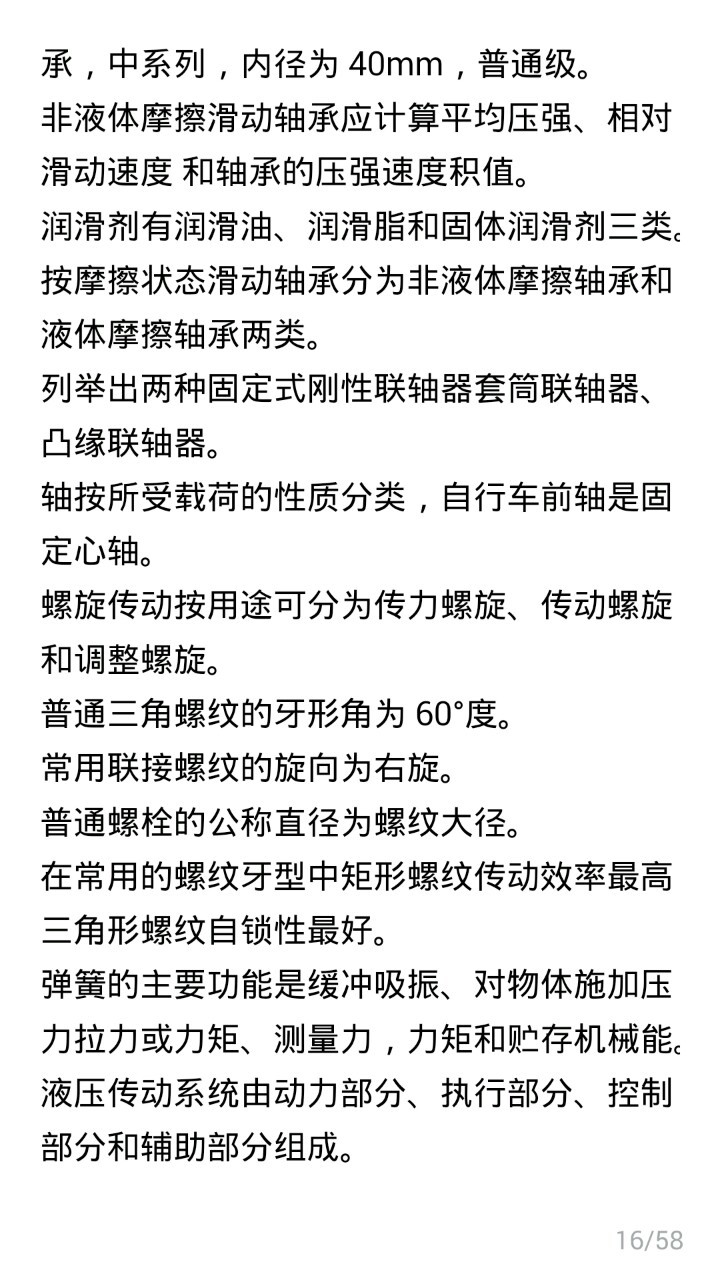 承，中系列，内径为 40mm，普通级。
非液体摩擦滑动轴承应计算平均压强、相对
滑动速度 和轴承的压强速度积值。
润滑剂有润滑油、润滑脂和固体润滑剂三类。
按摩擦状态滑动轴承分为非液体摩擦轴承和
液体摩擦轴承两类。
列举出两种固定式刚性联轴器套筒联轴器、
凸缘联轴器。
轴按所受载荷的性质分类，自行车前轴是固
定心轴。
螺旋传动按用途可分为传力螺旋、传动螺旋
和调整螺旋。
普通三角螺纹的牙形角为 60°度。
常用联接螺纹的旋向为右旋。
普通螺栓的公称直径为螺纹大径。
在常用的螺纹牙型中矩形螺纹传动效率最高
三角形螺纹自锁性最好。
弹簧的主要功能是缓冲吸振、对物体施加压
力拉力或力矩、测量力，力矩和贮存机械能。
液压传动系统由动力部分、执行部分、控制
部分和辅助部分组成。
16/58